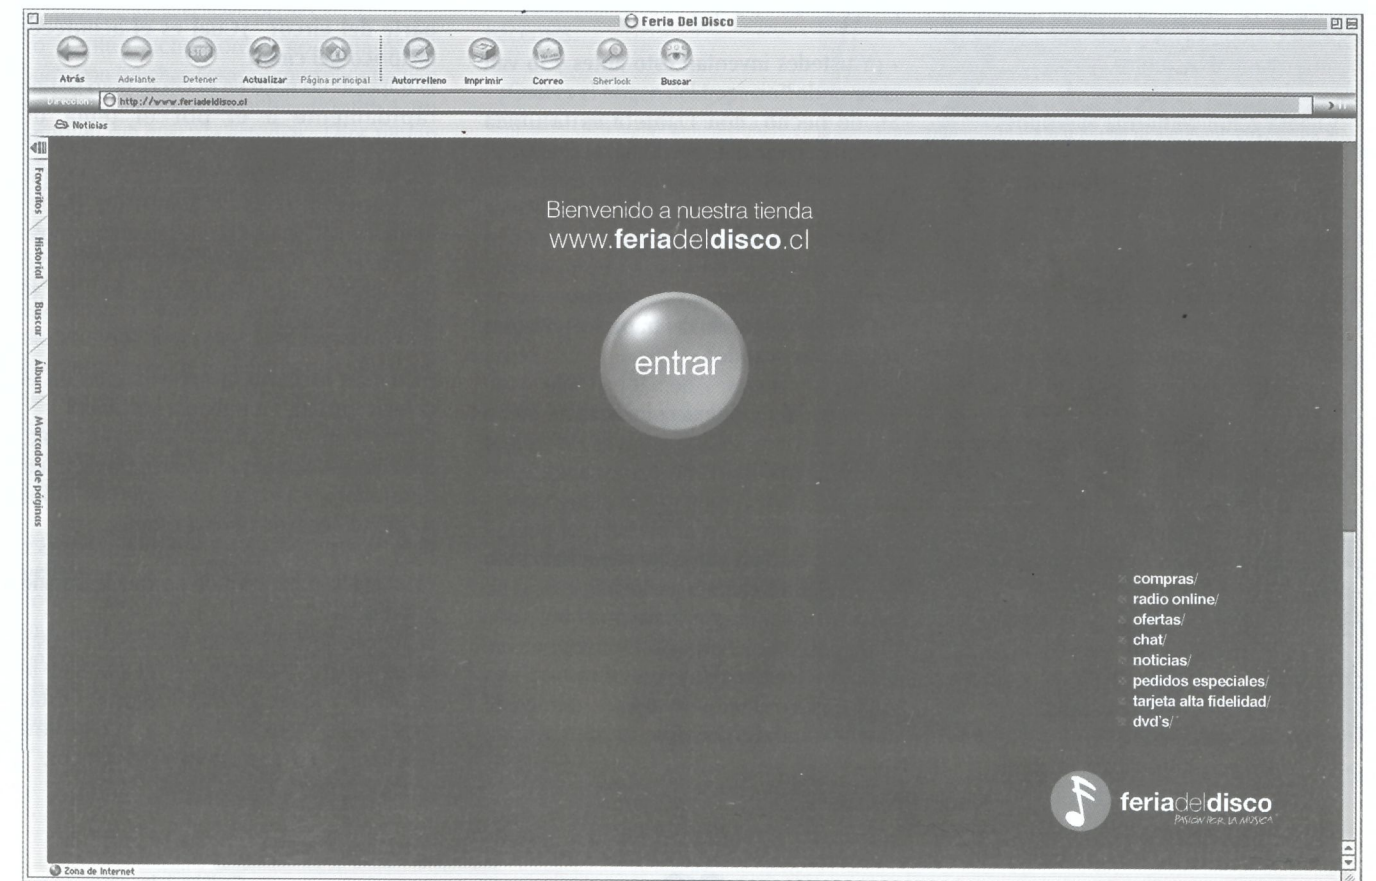 Feria Del Disco
Atrás Adelante Detener Actualizar Página principal Autorrelleno Imprimir Correo Sherlock Buscar
Dirección: http://www.feriadeldisco.cl
Noticias
Favoritos
Historial
Buscar
Álbum
Marcador de páginas
Bienvenido a nuestra tienda
www.feriadeldisco.cl
entrar
compras/
radio online/
ofertas/
chat/
noticias/
pedidos especiales/
tarjeta alta fidelidad/
dvd's/
feriadeldisco
PASIÓN POR LA MÚSICA
Zona de Internet